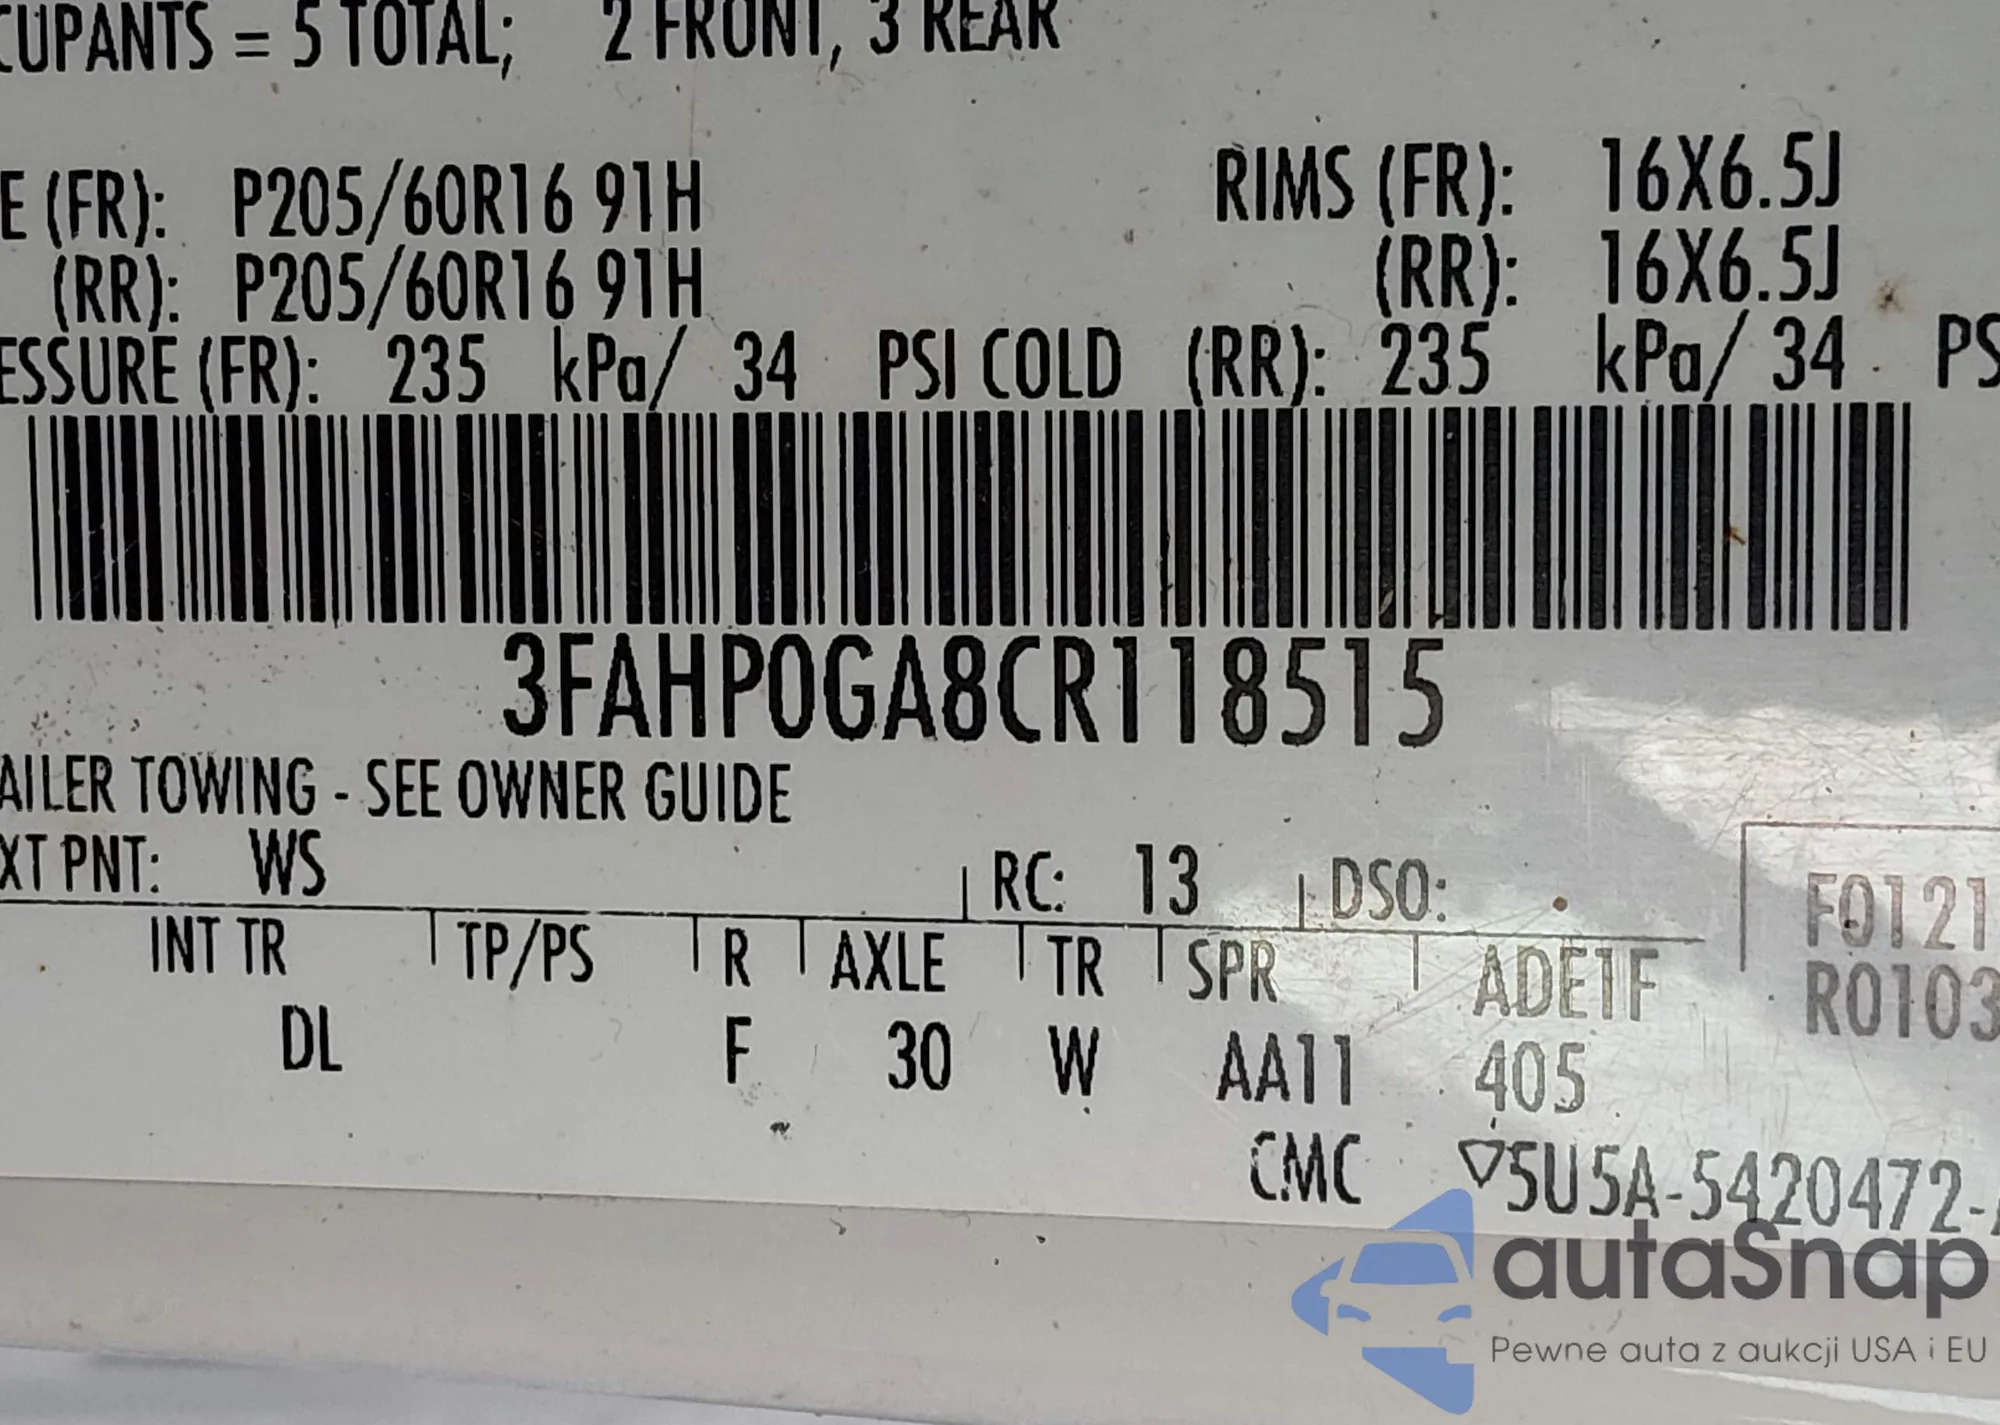 CUPANTS = 5 TOTAL; 2 FRONT, 3 REAR
E (FR): P205/60R16 91H RIMS (FR): 16X6.5J
(RR): P205/60R16 91H (RR): 16X6.5J
ESSURE (FR): 235 kPa/ 34 PSI COLD (RR): 235 kPa/ 34 PS
3FAHP0GA8CR118515
AILER TOWING - SEE OWNER GUIDE
XT PNT: WS RC: 13 DSO:
F0121
INT TR TP/PS R AXLE TR SPR ADE1F
R0103
DL F 30 W AA11 405
CMC 5U5A-5420472-
autaSnap
Pewne auta z aukcji USA i EU